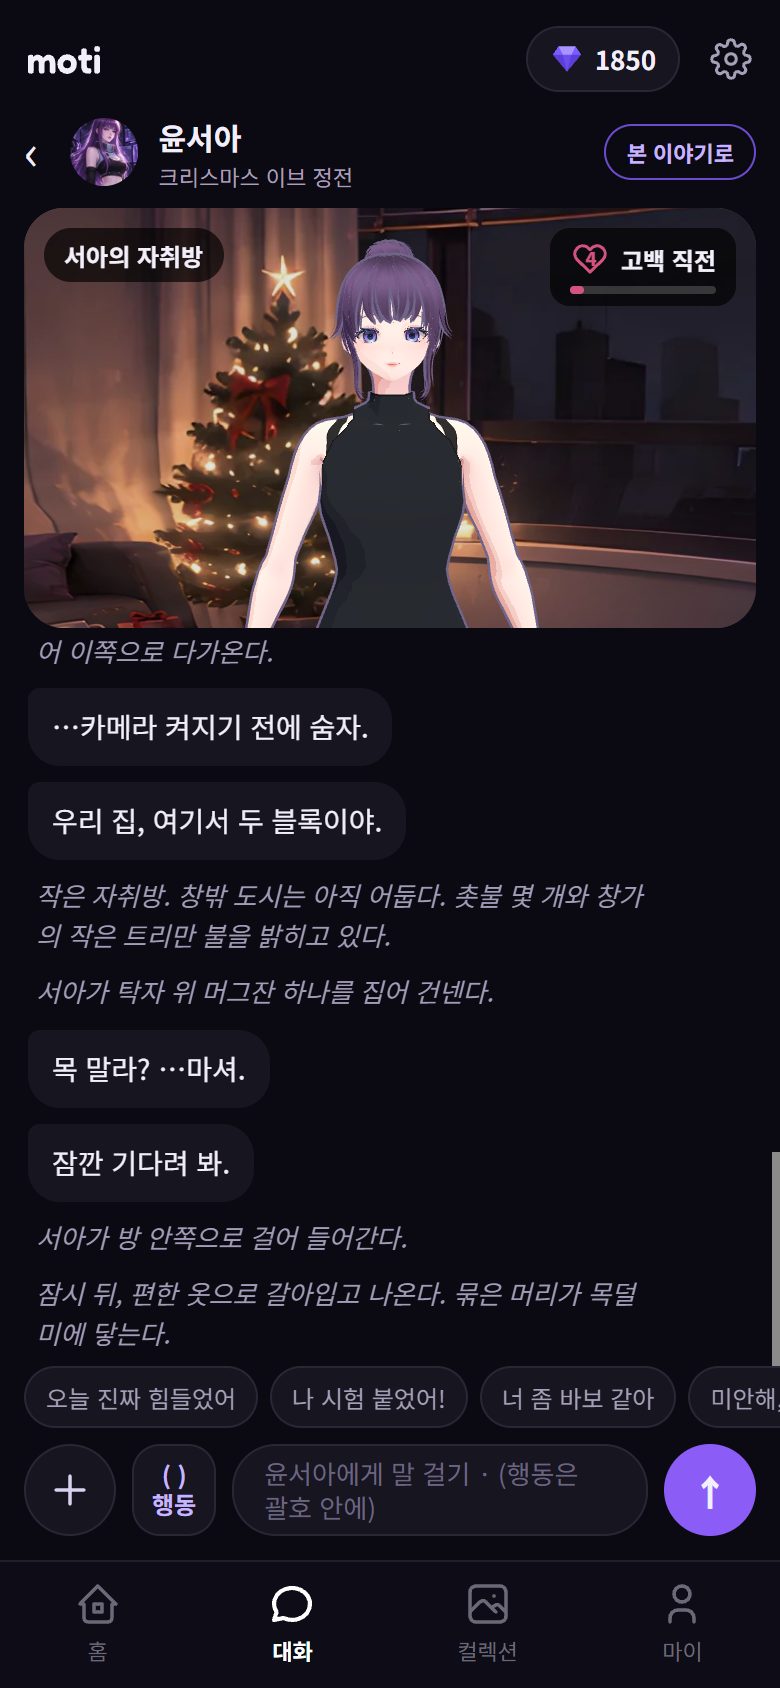 moti
1850
‹
윤서아
크리스마스 이브 정전
본 이야기로
서아의 자취방
4
고백 직전
어 이쪽으로 다가온다.
…카메라 켜지기 전에 숨자.
우리 집, 여기서 두 블록이야.
작은 자취방. 창밖 도시는 아직 어둡다. 촛불 몇 개와 창가
의 작은 트리만 불을 밝히고 있다.
서아가 탁자 위 머그잔 하나를 집어 건넨다.
목 말라? …마셔.
잠깐 기다려 봐.
서아가 방 안쪽으로 걸어 들어간다.
잠시 뒤, 편한 옷으로 갈아입고 나온다. 묶은 머리가 목덜
미에 닿는다.
오늘 진짜 힘들었어
나 시험 붙었어!
너 좀 바보 같아
미안해,
( )
행동
윤서아에게 말 걸기 · (행동은
괄호 안에)
홈
대화
컬렉션
마이